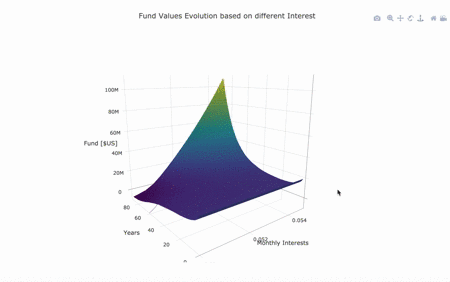 Fund Values Evolution based on different Interest
100M
80M
Fund [$US]
60M
40M
20M
0
80
60
40
20
Years
0.054
0.052
Monthly Interests